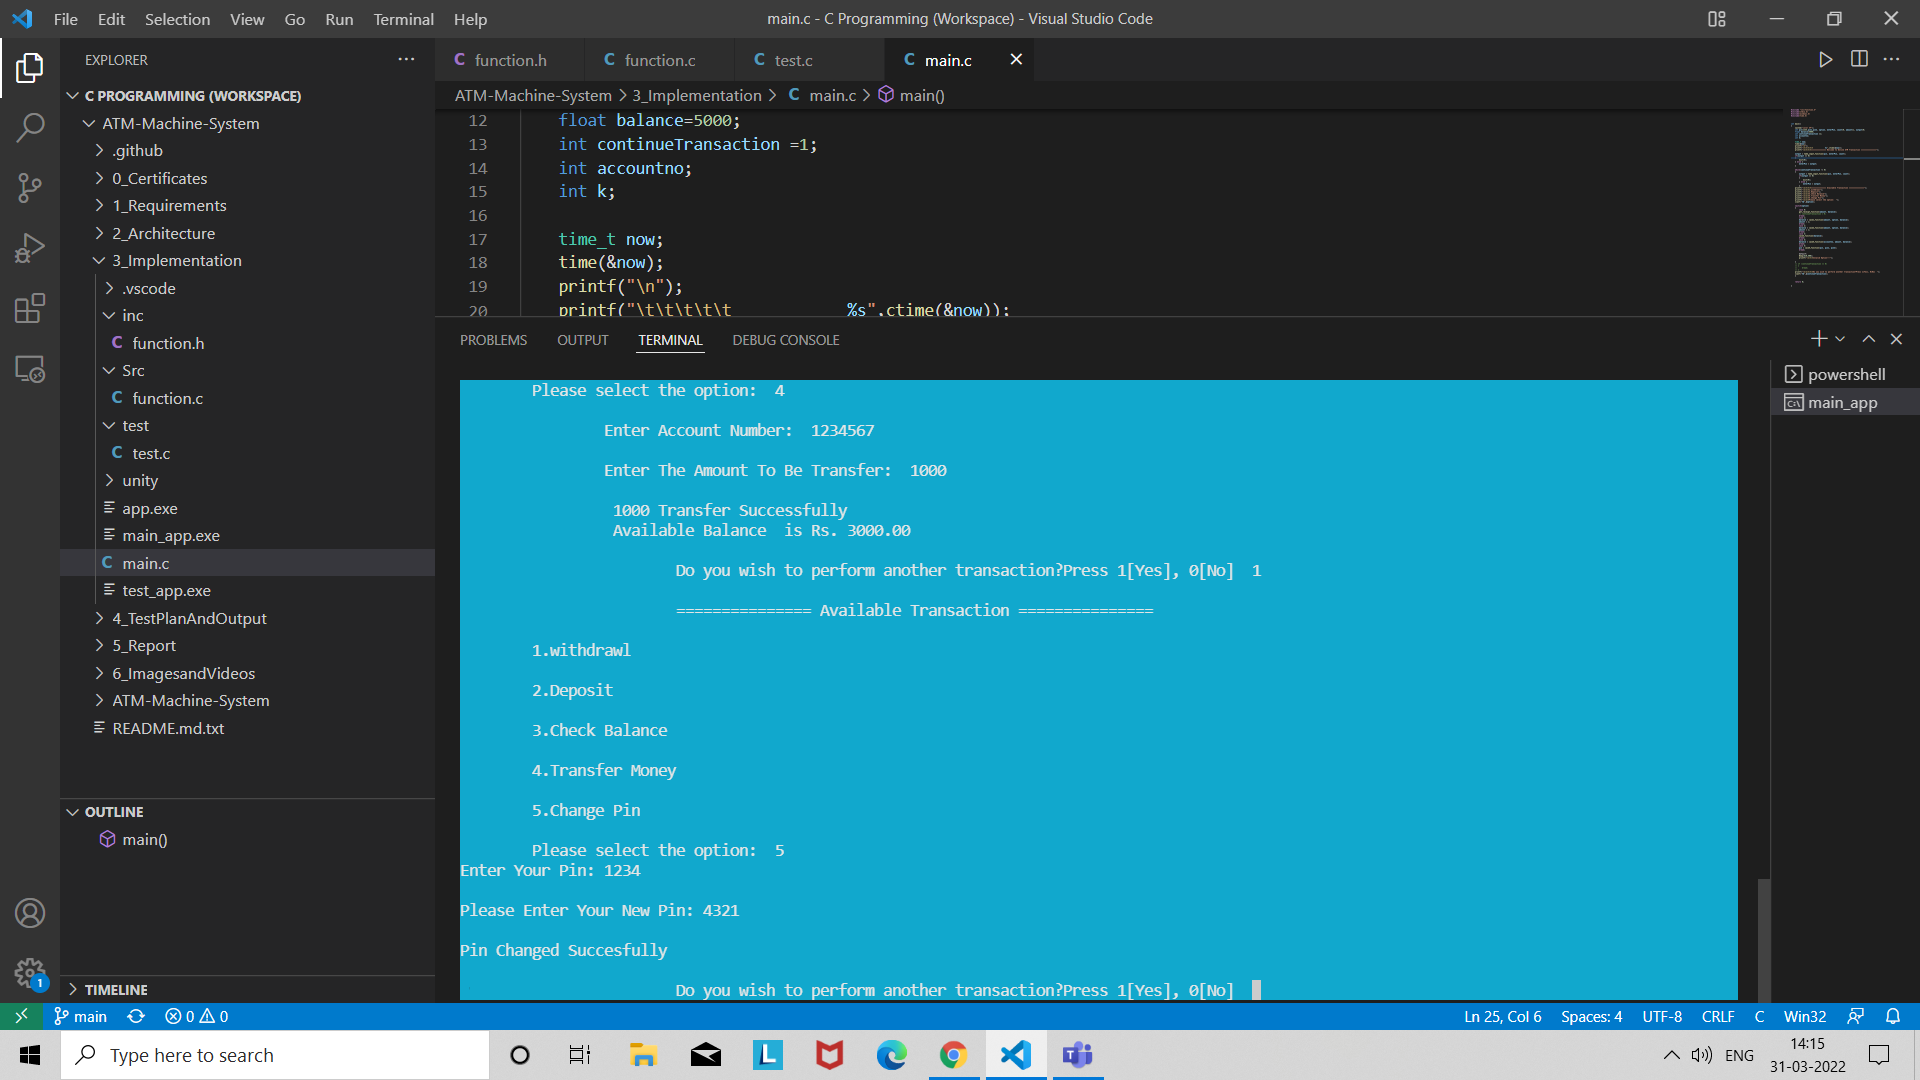 File Edit Selection View Go Run Terminal Help
main.c - C Programming (Workspace) - Visual Studio Code
EXPLORER
C PROGRAMMING (WORKSPACE)
ATM-Machine-System
.github
0_Certificates
1_Requirements
2_Architecture
3_Implementation
.vscode
inc
C function.h
Src
C function.c
test
C test.c
unity
app.exe
main_app.exe
C main.c
test_app.exe
4_TestPlanAndOutput
5_Report
6_ImagesandVideos
ATM-Machine-System
README.md.txt
OUTLINE
main()
TIMELINE
C function.h C function.c C test.c C main.c
ATM-Machine-System > 3_Implementation > C main.c > main()
12 float balance=5000;
13 int continueTransaction =1;
14 int accountno;
15 int k;
16
17 time_t now;
18 time(&now);
19 printf("\n");
20 printf("\t\t\t\t\t %s",ctime(&now));
PROBLEMS OUTPUT TERMINAL DEBUG CONSOLE
powershell
main_app
Please select the option: 4
Enter Account Number: 1234567
Enter The Amount To Be Transfer: 1000
1000 Transfer Successfully
Available Balance is Rs. 3000.00
Do you wish to perform another transaction?Press 1[Yes], 0[No] 1
=============== Available Transaction ===============
1.withdrawl
2.Deposit
3.Check Balance
4.Transfer Money
5.Change Pin
Please select the option: 5
Enter Your Pin: 1234
Please Enter Your New Pin: 4321
Pin Changed Succesfully
Do you wish to perform another transaction?Press 1[Yes], 0[No]
1
main 0 0
Ln 25, Col 6 Spaces: 4 UTF-8 CRLF C Win32
Type here to search
L
ENG
14:15
31-03-2022